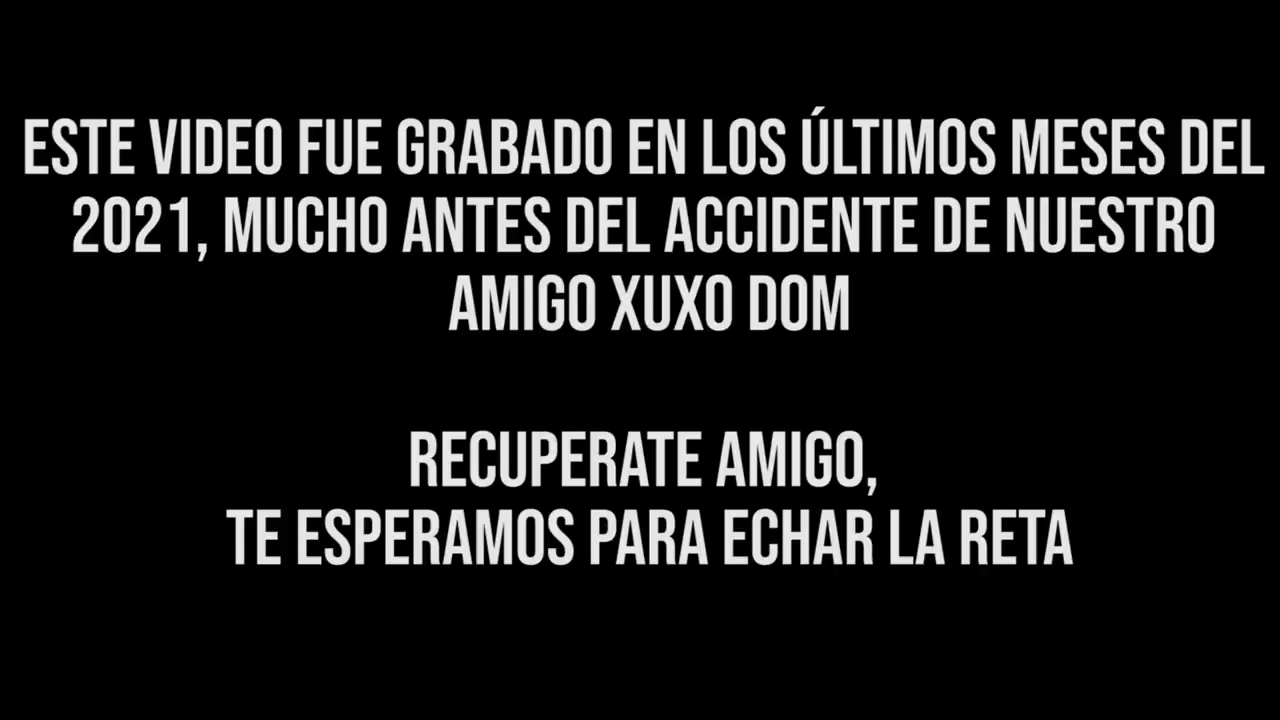 ESTE VIDEO FUE GRABADO EN LOS ÚLTIMOS MESES DEL
2021, MUCHO ANTES DEL ACCIDENTE DE NUESTRO
AMIGO XUXO DOM
RECUPERATE AMIGO,
TE ESPERAMOS PARA ECHAR LA RETA